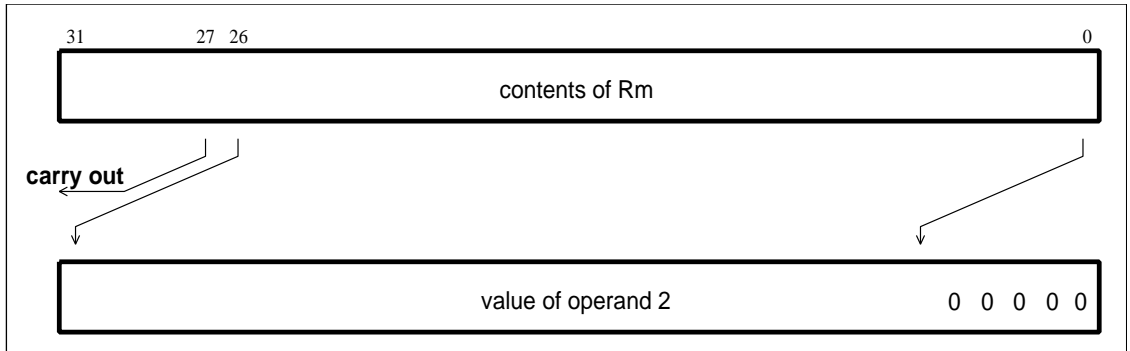 31 27 26 0
contents of Rm
carry out
value of operand 2 0 0 0 0 0